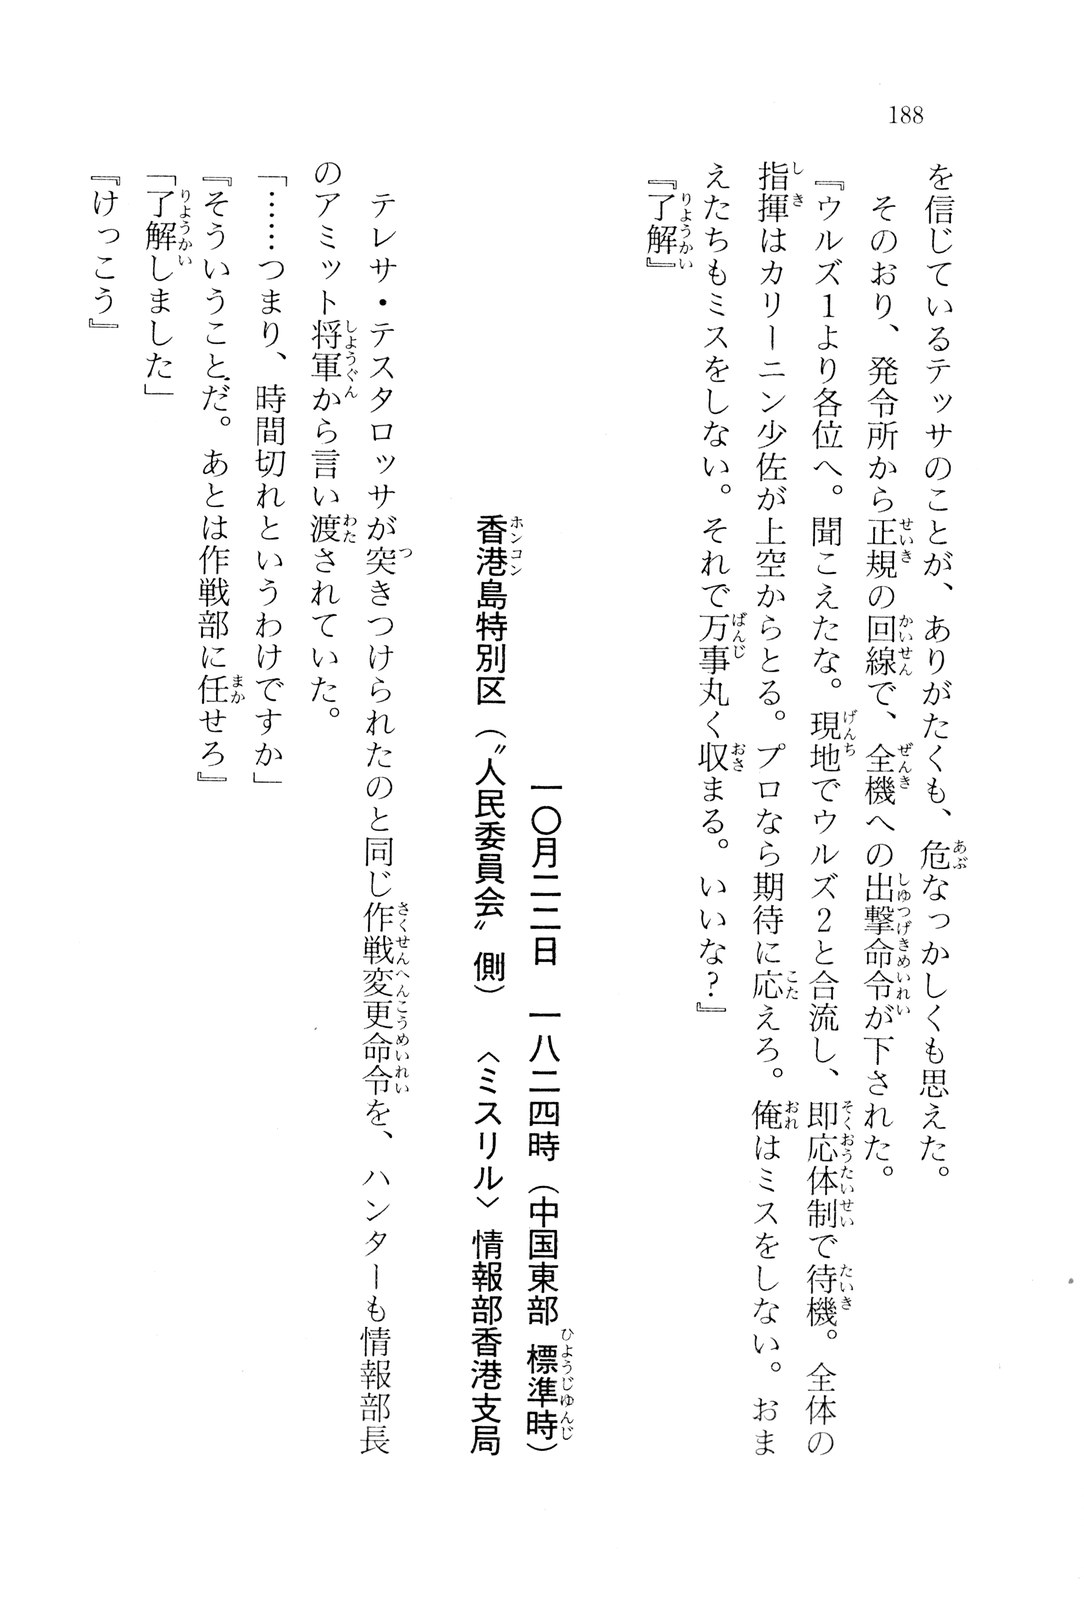 188
を信じているテッサのことが、ありがたくも、危なっかしくも思えた。
そのおり、発令所から正規の回線で、全機への出撃命令が下された。
『ウルズ1より各位へ。聞こえたな。現地でウルズ2と合流し、即応体制で待機。全体の
指揮はカリーニン少佐が上空からとる。プロなら期待に応えろ。俺はミスをしない。おま
えたちもミスをしない。それで万事丸く収まる。いいな?』
『了解』
一〇月二二日　一八二四時（中国東部標準時）
香港島特別区（〝人民委員会〟側）　〈ミスリル〉情報部香港支局
テレサ・テスタロッサが突きつけられたのと同じ作戦変更命令を、ハンターも情報部長
のアミット将軍から言い渡されていた。
「……つまり、時間切れというわけですか」
『そういうことだ。あとは作戦部に任せろ』
「了解しました」
『けっこう』